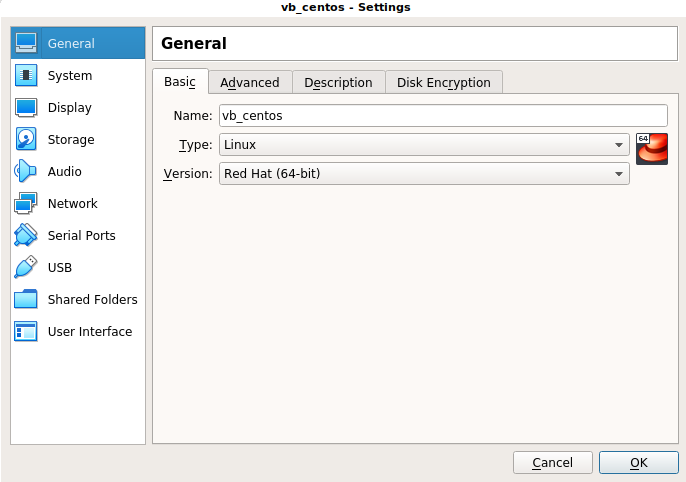 vb_centos - Settings
General
System
Display
Storage
Audio
Network
Serial Ports
USB
Shared Folders
User Interface
General
Basic Advanced Description Disk Encryption
Name: vb_centos
Type: Linux
64
Version: Red Hat (64-bit)
Cancel OK